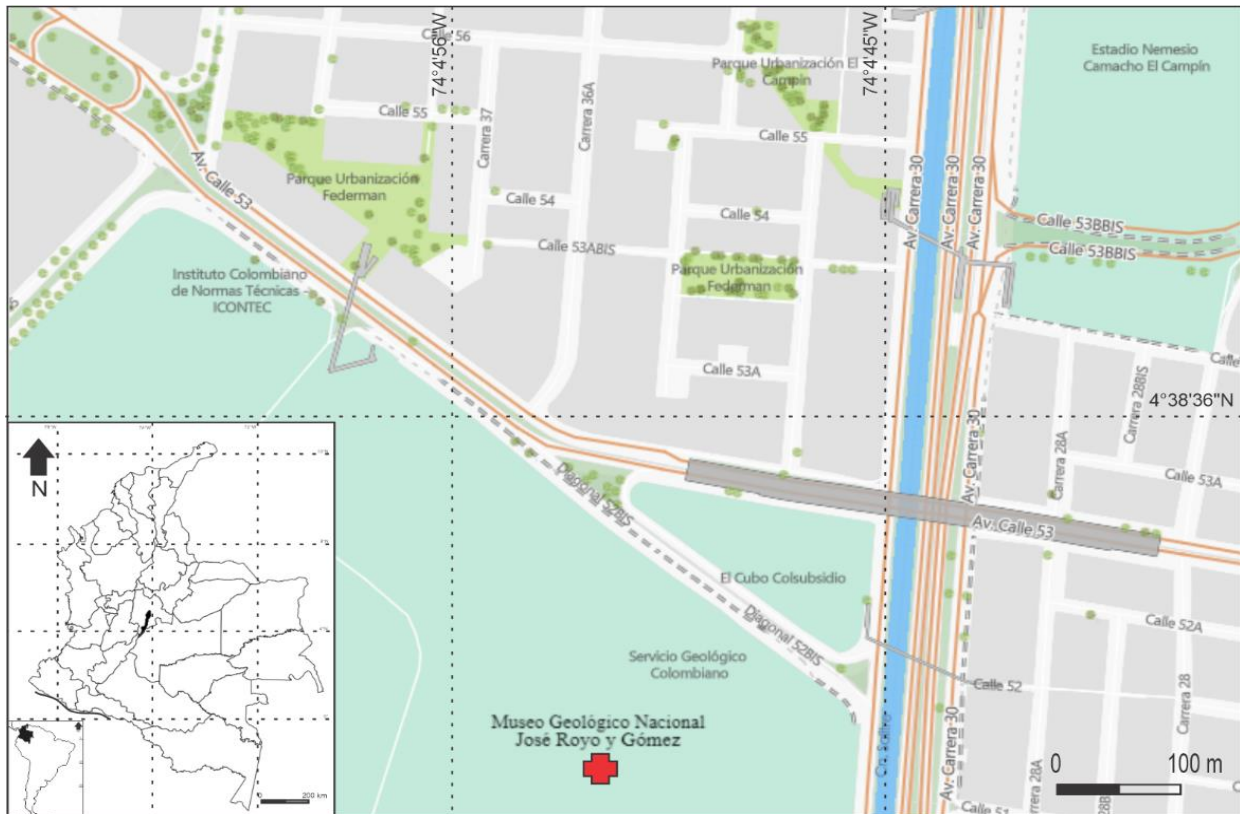 Calle 56
74°4'56"W
Carrera 36A
Parque Urbanización El
Campín
74°4'45"W
Estadio Nemesio
Camacho El Campín
Calle 55
Carrera 37
Calle 55
Av. Calle 53
Parque Urbanización
Federman
Calle 54
Calle 54
Av. Carrera 30
Av. Carrera 30
Av. Carrera 30
Calle 53BBIS
Calle 53BBIS
Calle 53ABIS
Parque Urbanización
Federman
Instituto Colombiano
de Normas Técnicas -
ICONTEC
Calle
Calle 53A
Carrera 28BIS
4°38'36"N
Carrera 28A
Av. Carrera 30
Calle 53A
N
Diagonal 52BIS
Av. Calle 53
El Cubo Colsubsidio
Diagonal 52BIS
Calle 52A
Servicio Geológico
Colombiano
Calle 52
Carrera 28
Museo Geológico Nacional
José Royo y Gómez
Av. Carrera 30
Carrera 28A
0 100 m
0 200 km